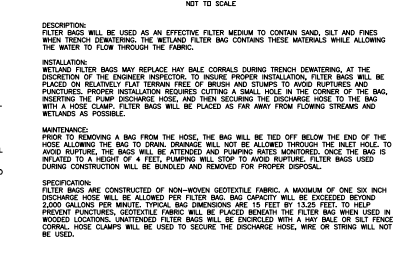 NOT TO SCALE
DESCRIPTION:
FILTER BAGS WILL BE USED AS AN EFFECTIVE FILTER MEDIUM TO CONTAIN SAND, SILT AND FINES
WHEN TRENCH DEWATERING. THE WETLAND FILTER BAG CONTAINS THESE MATERIALS WHILE ALLOWING
THE WATER TO FLOW THROUGH THE FABRIC.
INSTALLATION:
WETLAND FILTER BAGS MAY REPLACE HAY BALE CORRALS DURING TRENCH DEWATERING, AT THE
DISCRETION OF THE ENGINEER INSPECTOR. TO INSURE PROPER INSTALLATION, FILTER BAGS WILL BE
PLACED ON RELATIVELY FLAT TERRAIN FREE OF BRUSH AND STUMPS TO AVOID RUPTURES AND
PUNCTURES. PROPER INSTALLATION REQUIRES CUTTING A SMALL HOLE IN THE CORNER OF THE BAG,
INSERTING THE PUMP DISCHARGE HOSE, AND THEN SECURING THE DISCHARGE HOSE TO THE BAG
WITH A HOSE CLAMP. FILTER BAGS WILL BE PLACED AS FAR AWAY FROM FLOWING STREAMS AND
WETLANDS AS POSSIBLE.
MAINTENANCE:
PRIOR TO REMOVING A BAG FROM THE HOSE, THE BAG WILL BE TIED OFF BELOW THE END OF THE
HOSE ALLOWING THE BAG TO DRAIN. DRAINAGE WILL NOT BE ALLOWED THROUGH THE INLET HOLE. TO
AVOID RUPTURE, THE BAGS WILL BE ATTENDED AND PUMPING RATES MONITORED. ONCE THE BAG IS
INFLATED TO A HEIGHT OF 4 FEET, PUMPING WILL STOP TO AVOID RUPTURE. FILTER BAGS USED
DURING CONSTRUCTION WILL BE BUNDLED AND REMOVED FOR PROPER DISPOSAL.
SPECIFICATION:
FILTER BAGS ARE CONSTRUCTED OF NON-WOVEN GEOTEXTILE FABRIC. A MAXIMUM OF ONE SIX INCH
DISCHARGE HOSE WILL BE ALLOWED PER FILTER BAG. BAG CAPACITY WILL BE EXCEEDED BEYOND
2,000 GALLONS PER MINUTE. TYPICAL BAG DIMENSIONS ARE 15 FEET BY 13.25 FEET. TO HELP
PREVENT PUNCTURES, GEOTEXTILE FABRIC WILL BE PLACED BENEATH THE FILTER BAG WHEN USED IN
WOODED LOCATIONS. UNATTENDED FILTER BAGS WILL BE ENCIRCLED WITH A HAY BALE OR SILT FENCE
CORRAL. HOSE CLAMPS WILL BE USED TO SECURE THE DISCHARGE HOSE, WIRE OR STRING WILL NOT
BE USED.